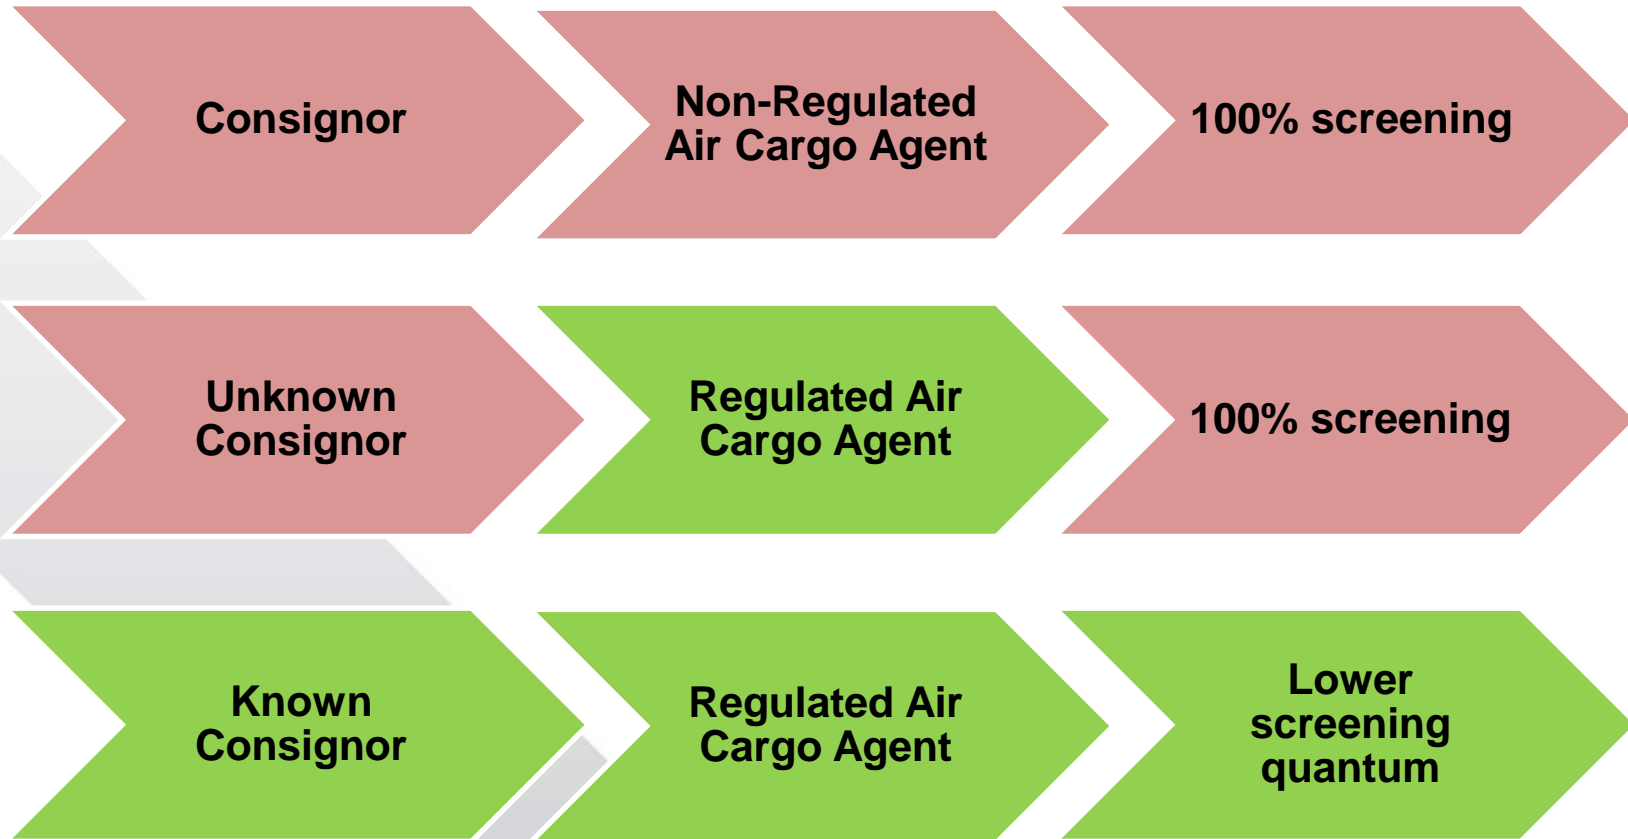 Consignor
Non-Regulated
Air Cargo Agent
100% screening
Unknown
Consignor
Regulated Air
Cargo Agent
100% screening
Known
Consignor
Regulated Air
Cargo Agent
Lower
screening
quantum